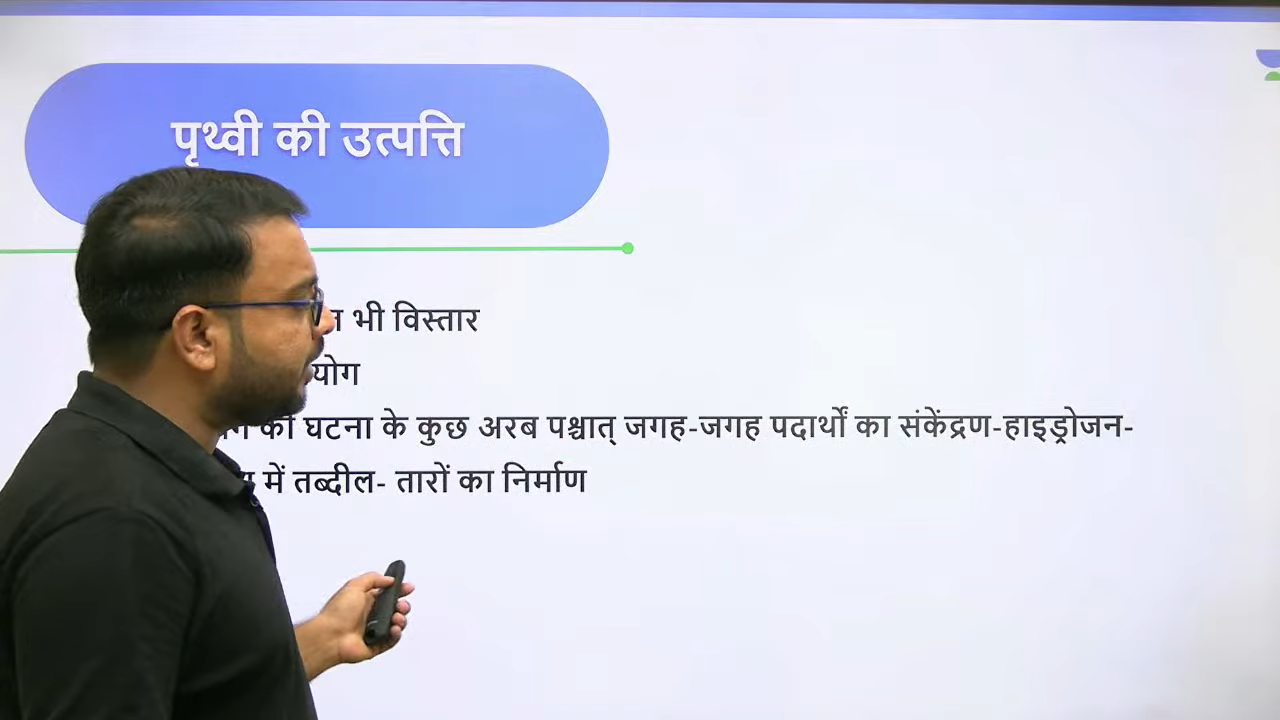 पृथ्वी की उत्पत्ति
भी विस्तार
की घटना के कुछ अरब पश्चात् जगह-जगह पदार्थों का संकेंद्रण-हाइड्रोजन-
में तब्दील- तारों का निर्माण